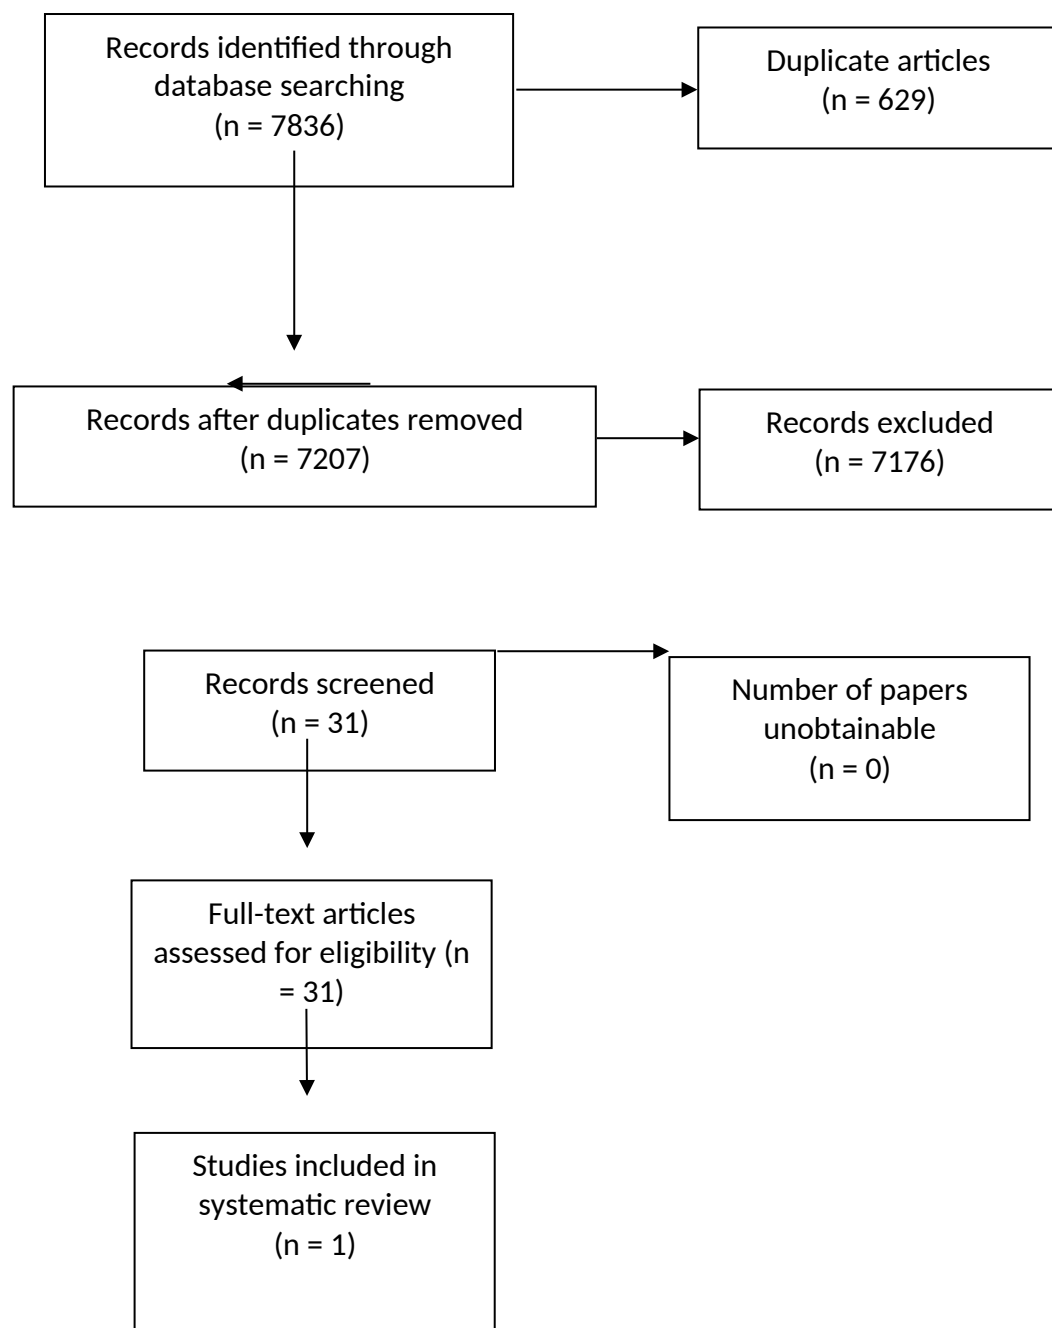 Records identified through
database searching
(n = 7836)
Duplicate articles
(n = 629)
Records after duplicates removed
(n = 7207)
Records excluded
(n = 7176)
Records screened
(n = 31)
Number of papers
unobtainable
(n = 0)
Full-text articles
assessed for eligibility (n
= 31)
Studies included in
systematic review
(n = 1)